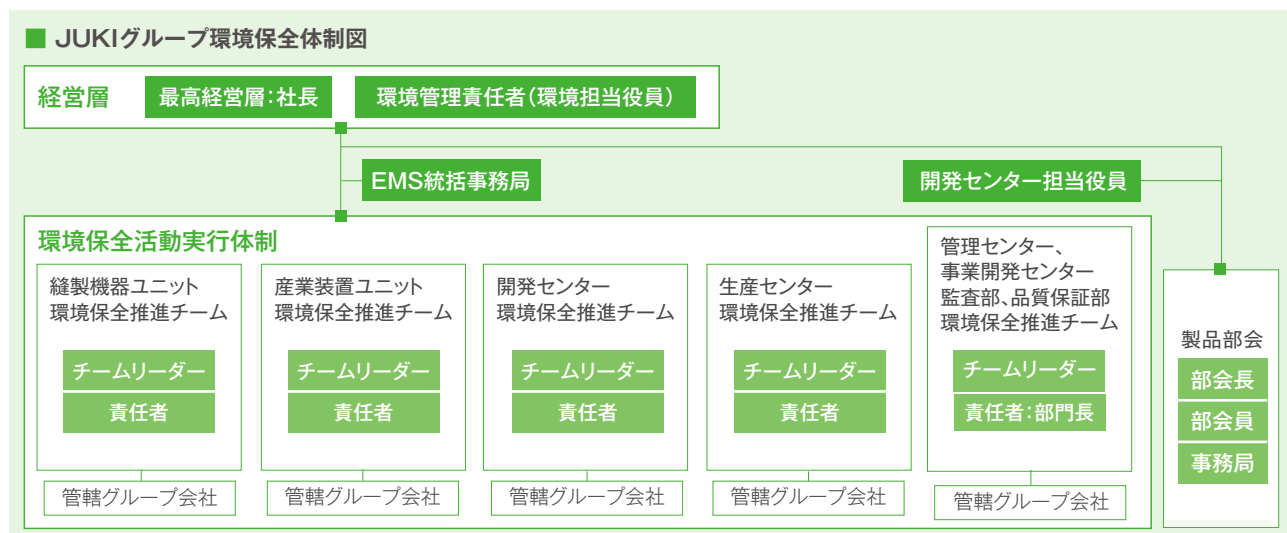 ■ JUKIグループ環境保全体制図
経営層
最高経営層：社長
環境管理責任者（環境担当役員）
EMS統括事務局
開発センター担当役員
環境保全活動実行体制
縫製機器ユニット
環境保全推進チーム
チームリーダー
責任者
管轄グループ会社
産業装置ユニット
環境保全推進チーム
チームリーダー
責任者
管轄グループ会社
開発センター
環境保全推進チーム
チームリーダー
責任者
管轄グループ会社
生産センター
環境保全推進チーム
チームリーダー
責任者
管轄グループ会社
管理センター、
事業開発センター
監査部、品質保証部
環境保全推進チーム
チームリーダー
責任者：部門長
管轄グループ会社
製品部会
部会長
部会員
事務局